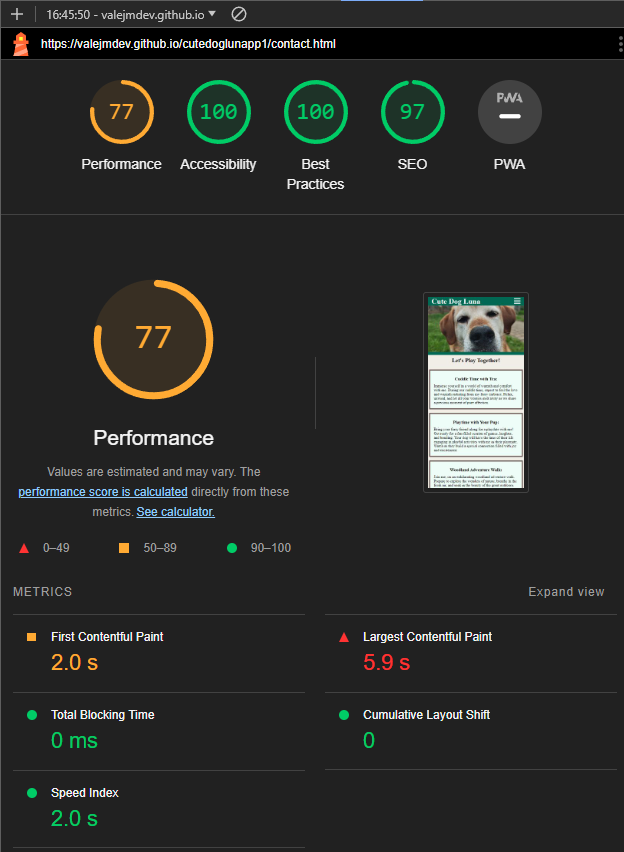 16:45:50 - valejmdev.github.io
https://valejmdev.github.io/cutedoglunapp1/contact.html
77
100
100
97
PWA
Performance
Accessibility
Best
Practices
SEO
PWA
77
Performance
Values are estimated and may vary. The
performance score is calculated directly from these
metrics. See calculator.
0–49
50–89
90–100
Cute Dog Luna
Let's Play Together!
Cuddle Time with Tea:
Playtime with Your Pup:
Woodland Adventure Walk:
METRICS
Expand view
First Contentful Paint
2.0 s
Largest Contentful Paint
5.9 s
Total Blocking Time
0 ms
Cumulative Layout Shift
0
Speed Index
2.0 s